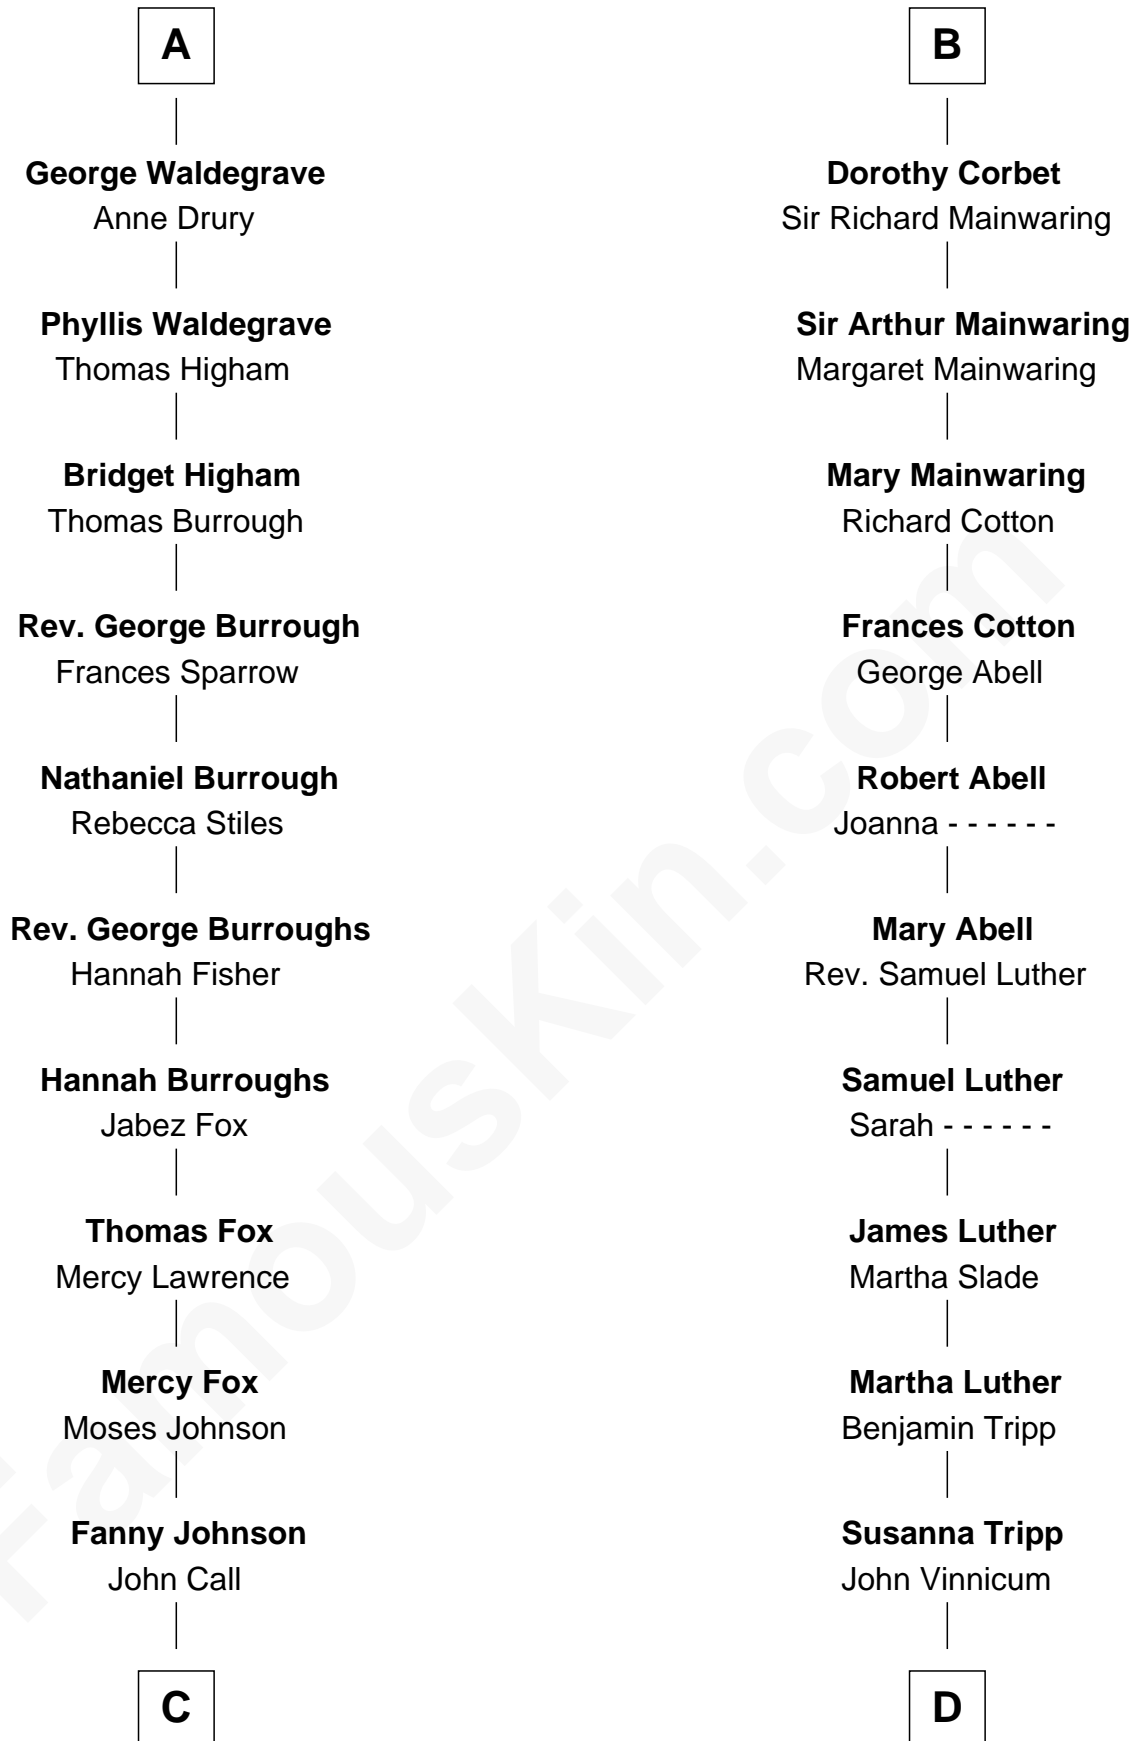 A
George Waldegrave
Anne Drury
Phyllis Waldegrave
Thomas Higham
Bridget Higham
Thomas Burrough
Rev. George Burrough
Frances Sparrow
Nathaniel Burrough
Rebecca Stiles
Rev. George Burroughs
Hannah Fisher
Hannah Burroughs
Jabez Fox
Thomas Fox
Mercy Lawrence
Mercy Fox
Moses Johnson
Fanny Johnson
John Call
C
B
Dorothy Corbet
Sir Richard Mainwaring
Sir Arthur Mainwaring
Margaret Mainwaring
Mary Mainwaring
Richard Cotton
Frances Cotton
George Abell
Robert Abell
Joanna - - - - - -
Mary Abell
Rev. Samuel Luther
Samuel Luther
Sarah - - - - - -
James Luther
Martha Slade
Martha Luther
Benjamin Tripp
Susanna Tripp
John Vinnicum
D
FamousKin.com